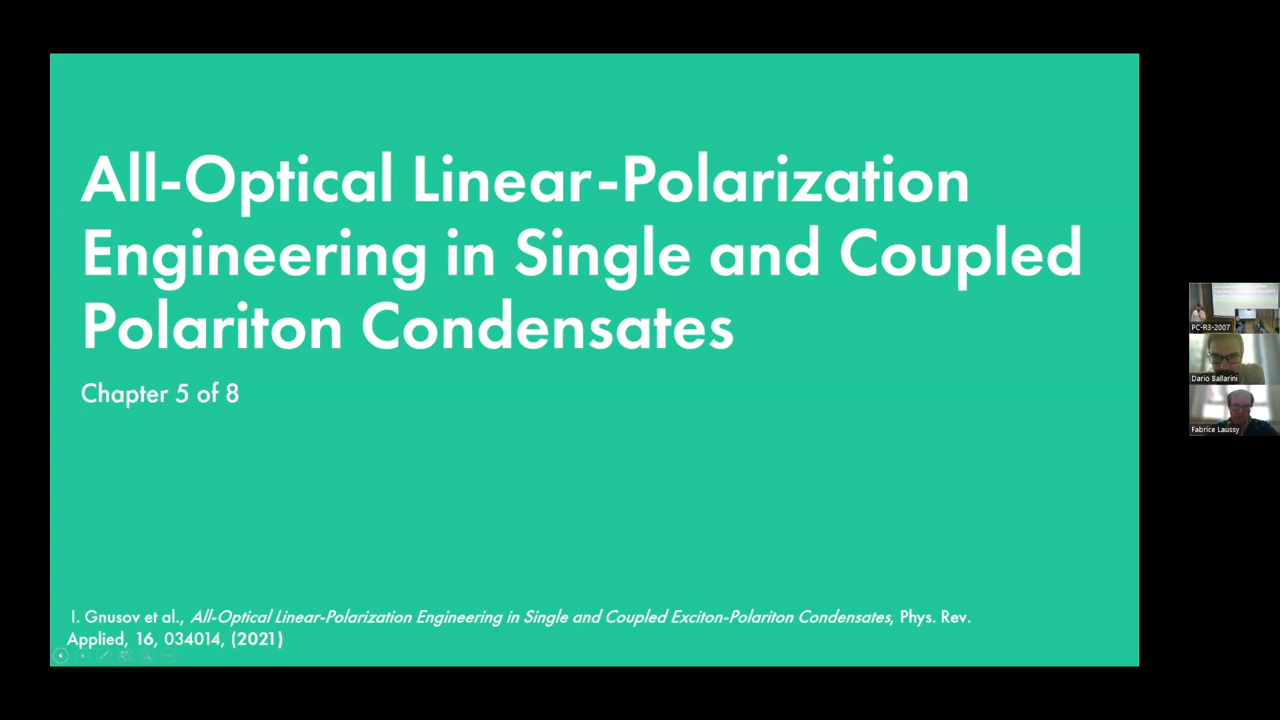 All-Optical Linear-Polarization
Engineering in Single and Coupled
Polariton Condensates
Chapter 5 of 8
I. Gnusov et al., All-Optical Linear-Polarization Engineering in Single and Coupled Exciton-Polariton Condensates, Phys. Rev.
Applied, 16, 034014, (2021)
PC-R3-2007
Dario Ballarini
Fabrice Laussy